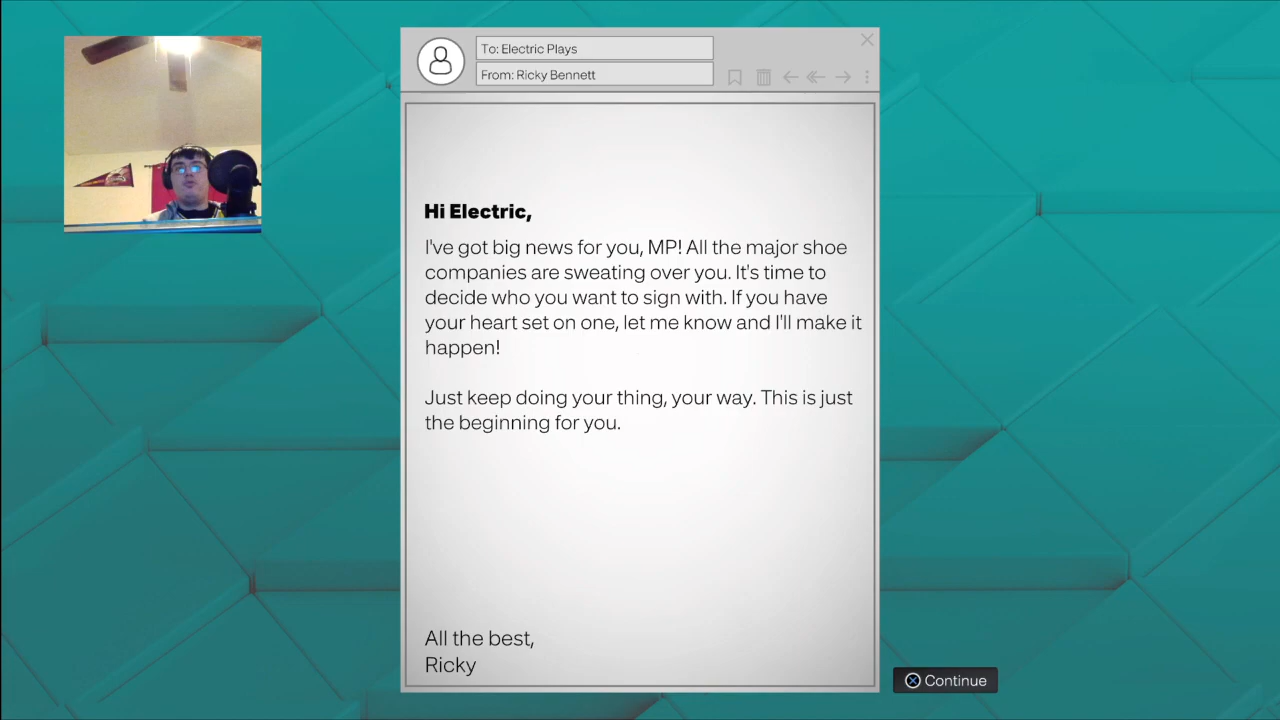 To: Electric Plays
From: Ricky Bennett
Hi Electric,
I've got big news for you, MP! All the major shoe
companies are sweating over you. It's time to
decide who you want to sign with. If you have
your heart set on one, let me know and I'll make it
happen!
Just keep doing your thing, your way. This is just
the beginning for you.
All the best,
Ricky
Continue